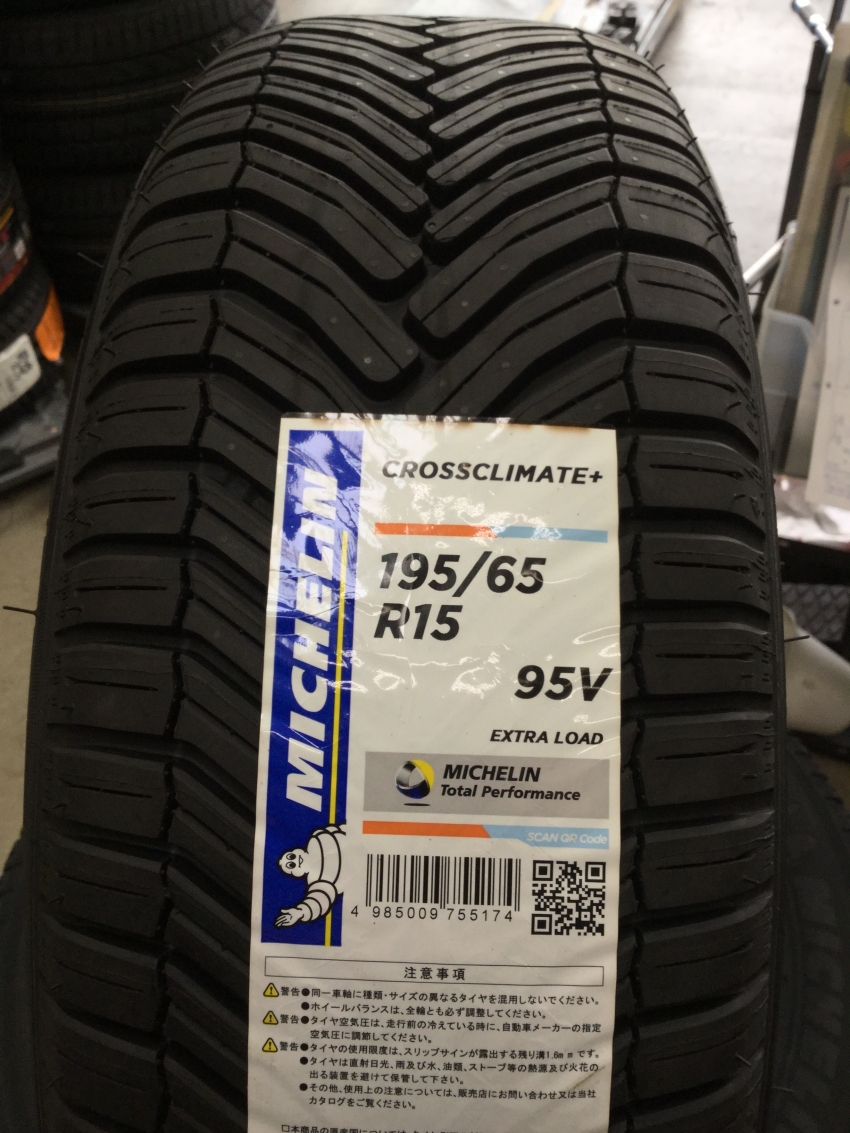 MICHELIN
CROSSCLIMATE+
195/65
R15
95V
EXTRA LOAD
MICHELIN
Total Performance
SCAN QR Code
4 985009 755174
注意事項
警告●同一車軸に種類・サイズの異なるタイヤを混用しないでください。
●ホイールバランスは、全輪とも必ず調整してください。
警告●タイヤ空気圧は、走行前の冷えている時に、自動車メーカーの指定
空気圧に調節してください。
警告●タイヤの使用限度は、スリップサインが露出する残り溝1.6mmです。
●タイヤは直射日光、雨及び水、油類、ストーブ等の熱源及び火花の
出る装置を避けて保管して下さい。
●その他、使用上の注意については、販売店にお問い合わせ又は当社
カタログをご覧ください。